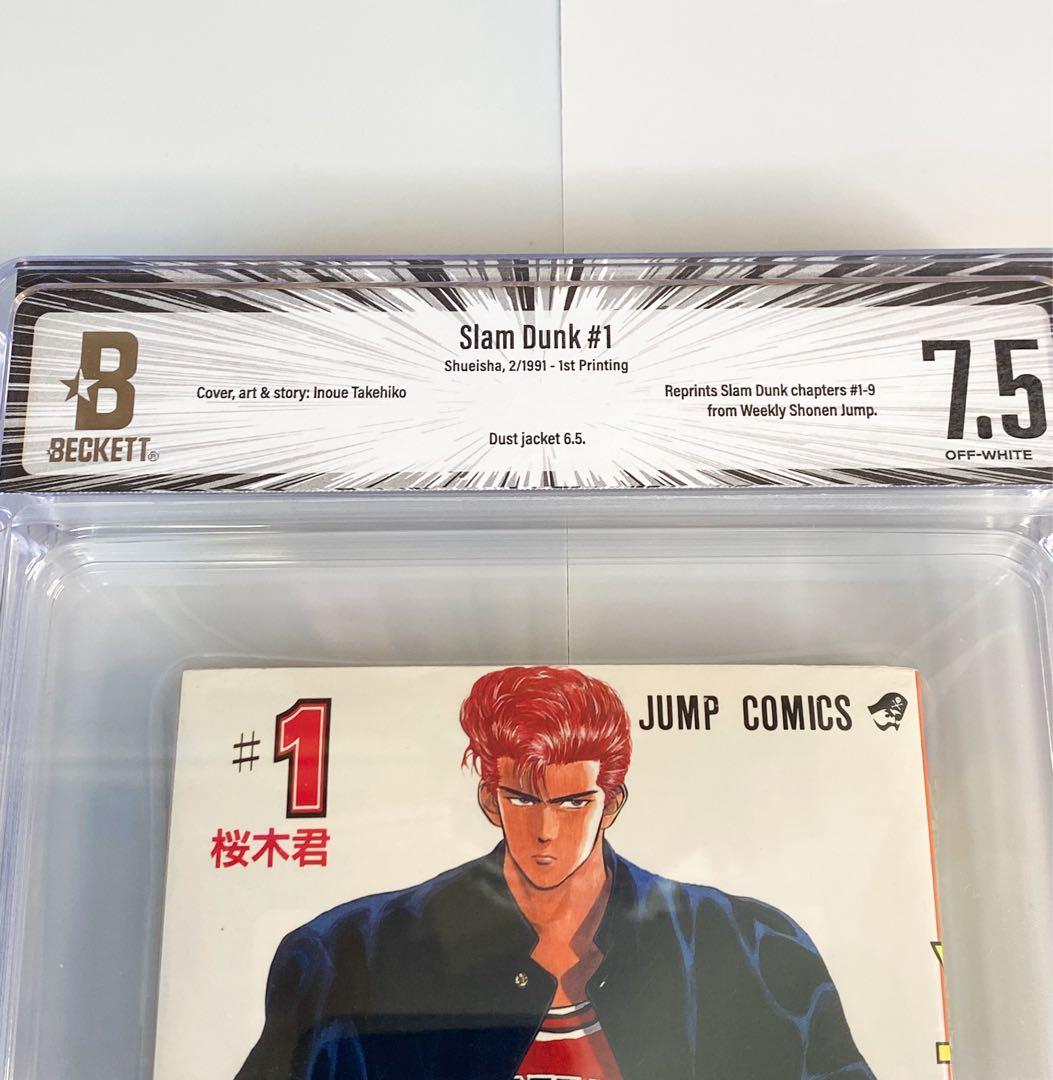 Slam Dunk #1
Shueisha, 2/1991 - 1st Printing
Cover, art & story: Inoue Takehiko
Reprints Slam Dunk chapters #1-9
from Weekly Shonen Jump.
Dust jacket 6.5.
B
BECKETT®
7.5
OFF-WHITE
#1
桜木君
JUMP COMICS